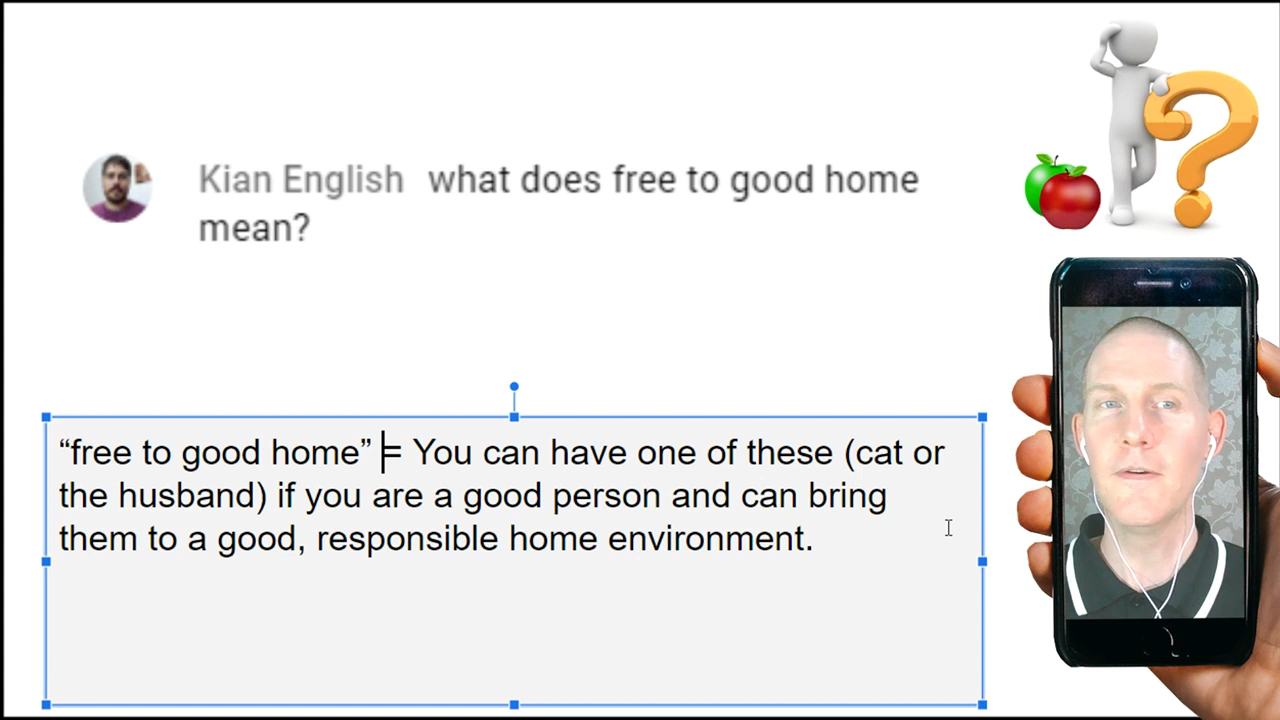 Kian English what does free to good home
mean?
“free to good home” = You can have one of these (cat or
the husband) if you are a good person and can bring
them to a good, responsible home environment.